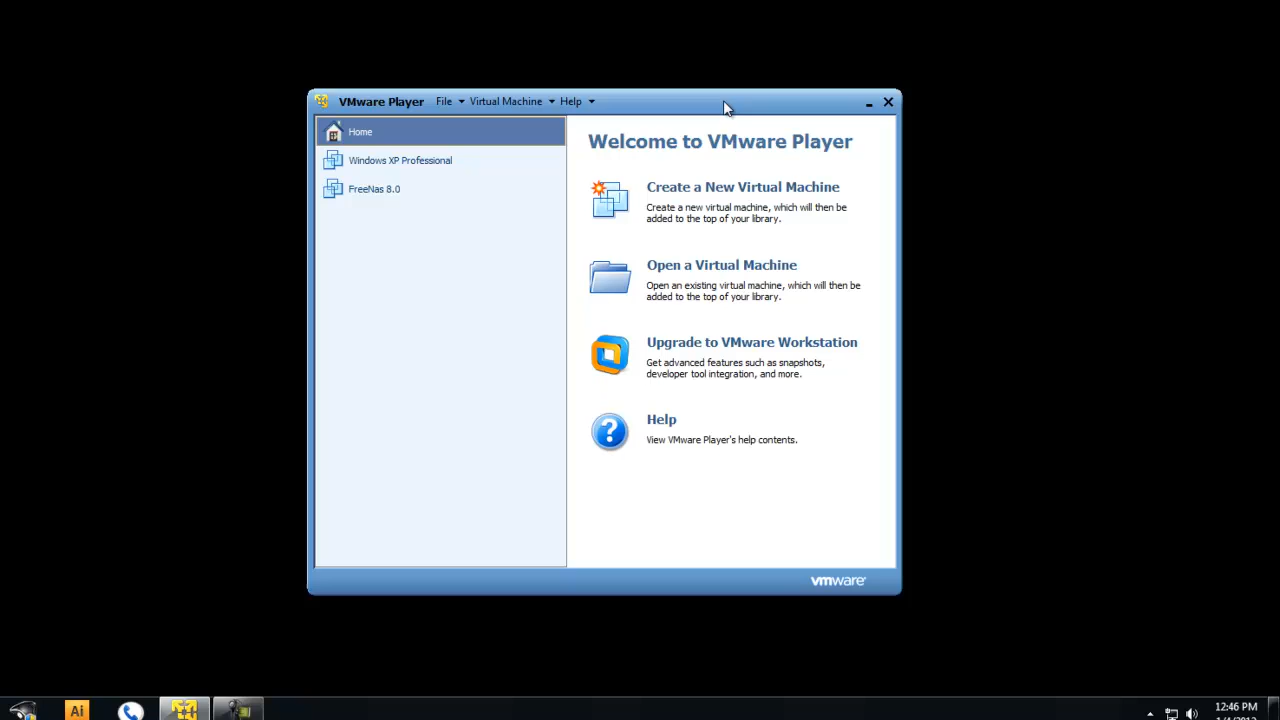 VMware Player File Virtual Machine Help
Home
Windows XP Professional
FreeNas 8.0
Welcome to VMware Player
Create a New Virtual Machine
Create a new virtual machine, which will then be
added to the top of your library.
Open a Virtual Machine
Open an existing virtual machine, which will then be
added to the top of your library.
Upgrade to VMware Workstation
Get advanced features such as snapshots,
developer tool integration, and more.
?
Help
View VMware Player's help contents.
vmware
Ai
12:46 PM